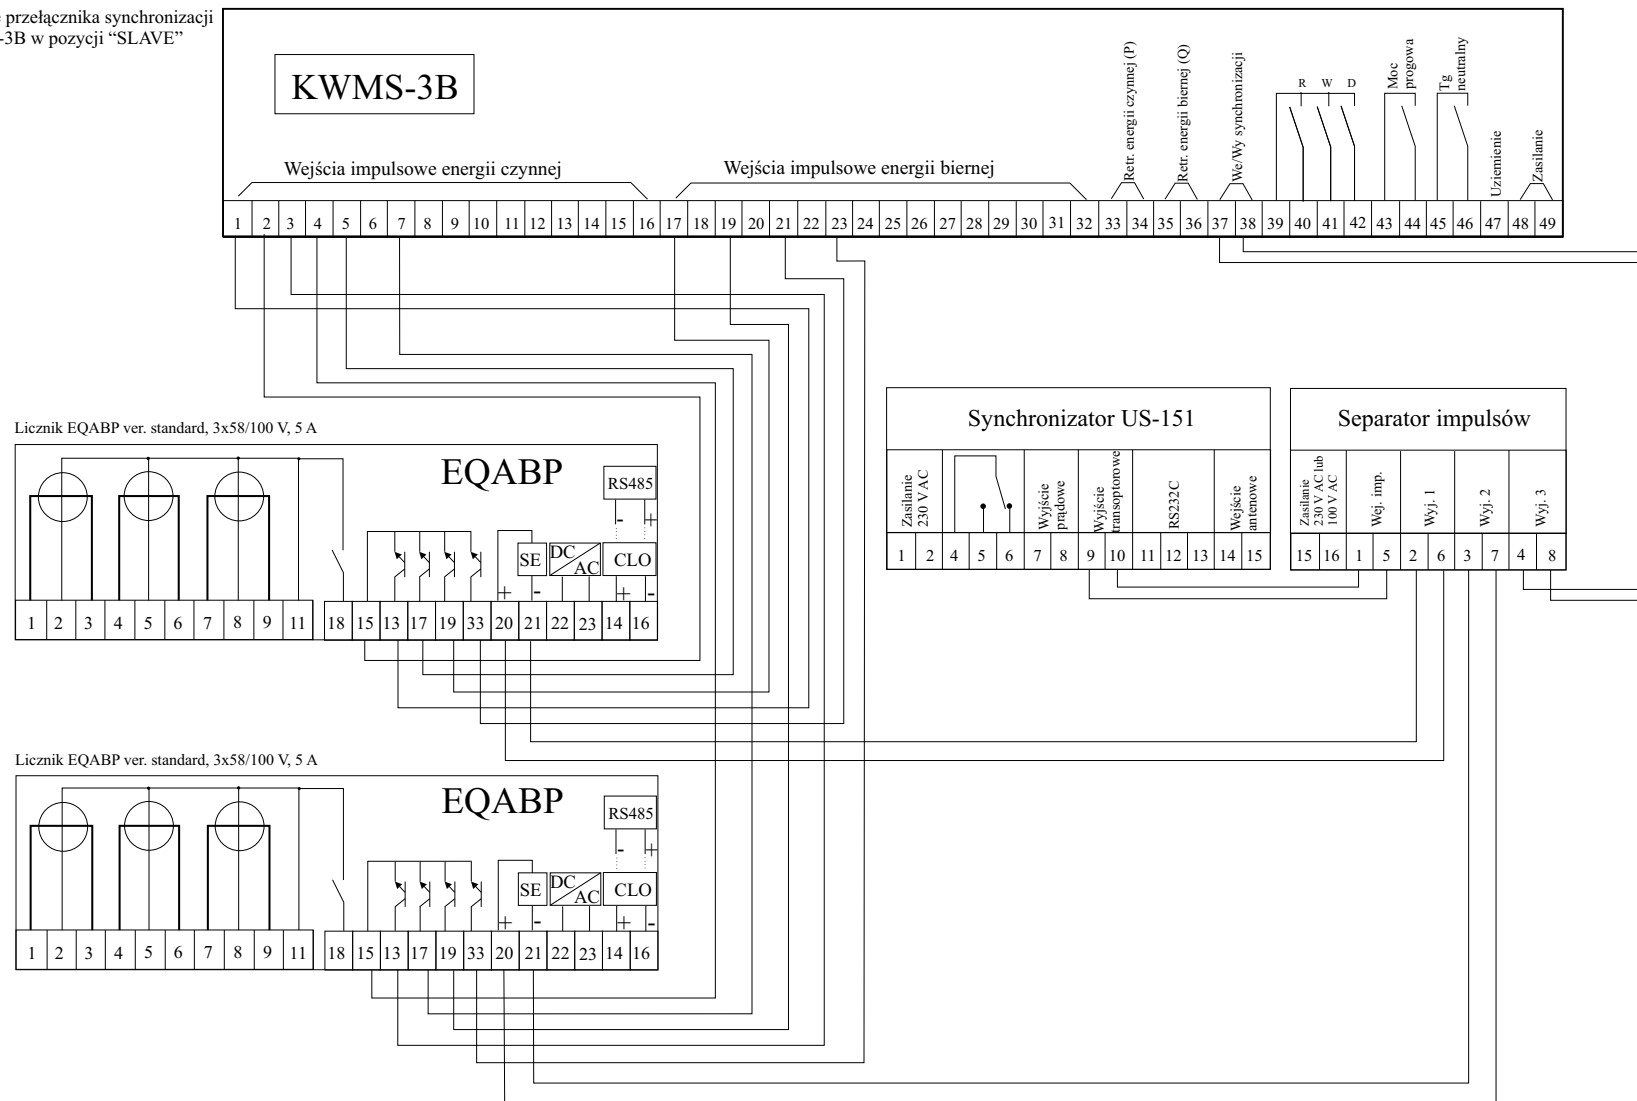 e przełącznika synchronizacji
-3B w pozycji “SLAVE”
KWMS-3B
Wejścia impulsowe energii czynnej
Wejścia impulsowe energii biernej
Retr. energii czynnej (P)
Retr. energii biernej (Q)
We/Wy synchronizacji
R W D
Moc
progowa
Tg
neutralny
Uziemienie
Zasilanie
1 2 3 4 5 6 7 8 9 10 11 12 13 14 15 16 17 18 19 20 21 22 23 24 25 26 27 28 29 30 31 32 33 34 35 36 37 38 39 40 41 42 43 44 45 46 47 48 49
Licznik EQABP ver. standard, 3x58/100 V, 5 A
EQABP
RS485
- +
SE DC AC CLO
+ - + -
1 2 3 4 5 6 7 8 9 11 18 15 13 17 19 33 20 21 22 23 14 16
Synchronizator US-151
Zasilanie
230 V AC
Wyjście
prądowe
Wyjście
transoptorowe
RS232C
Wejście
antenowe
1 2 4 5 6 7 8 9 10 11 12 13 14 15
Separator impulsów
Zasilanie
230 V AC lub
100 V AC
Wej. imp.
Wyj. 1
Wyj. 2
Wyj. 3
15 16 1 5 2 6 3 7 4 8
Licznik EQABP ver. standard, 3x58/100 V, 5 A
EQABP
RS485
- +
SE DC AC CLO
+ - + -
1 2 3 4 5 6 7 8 9 11 18 15 13 17 19 33 20 21 22 23 14 16